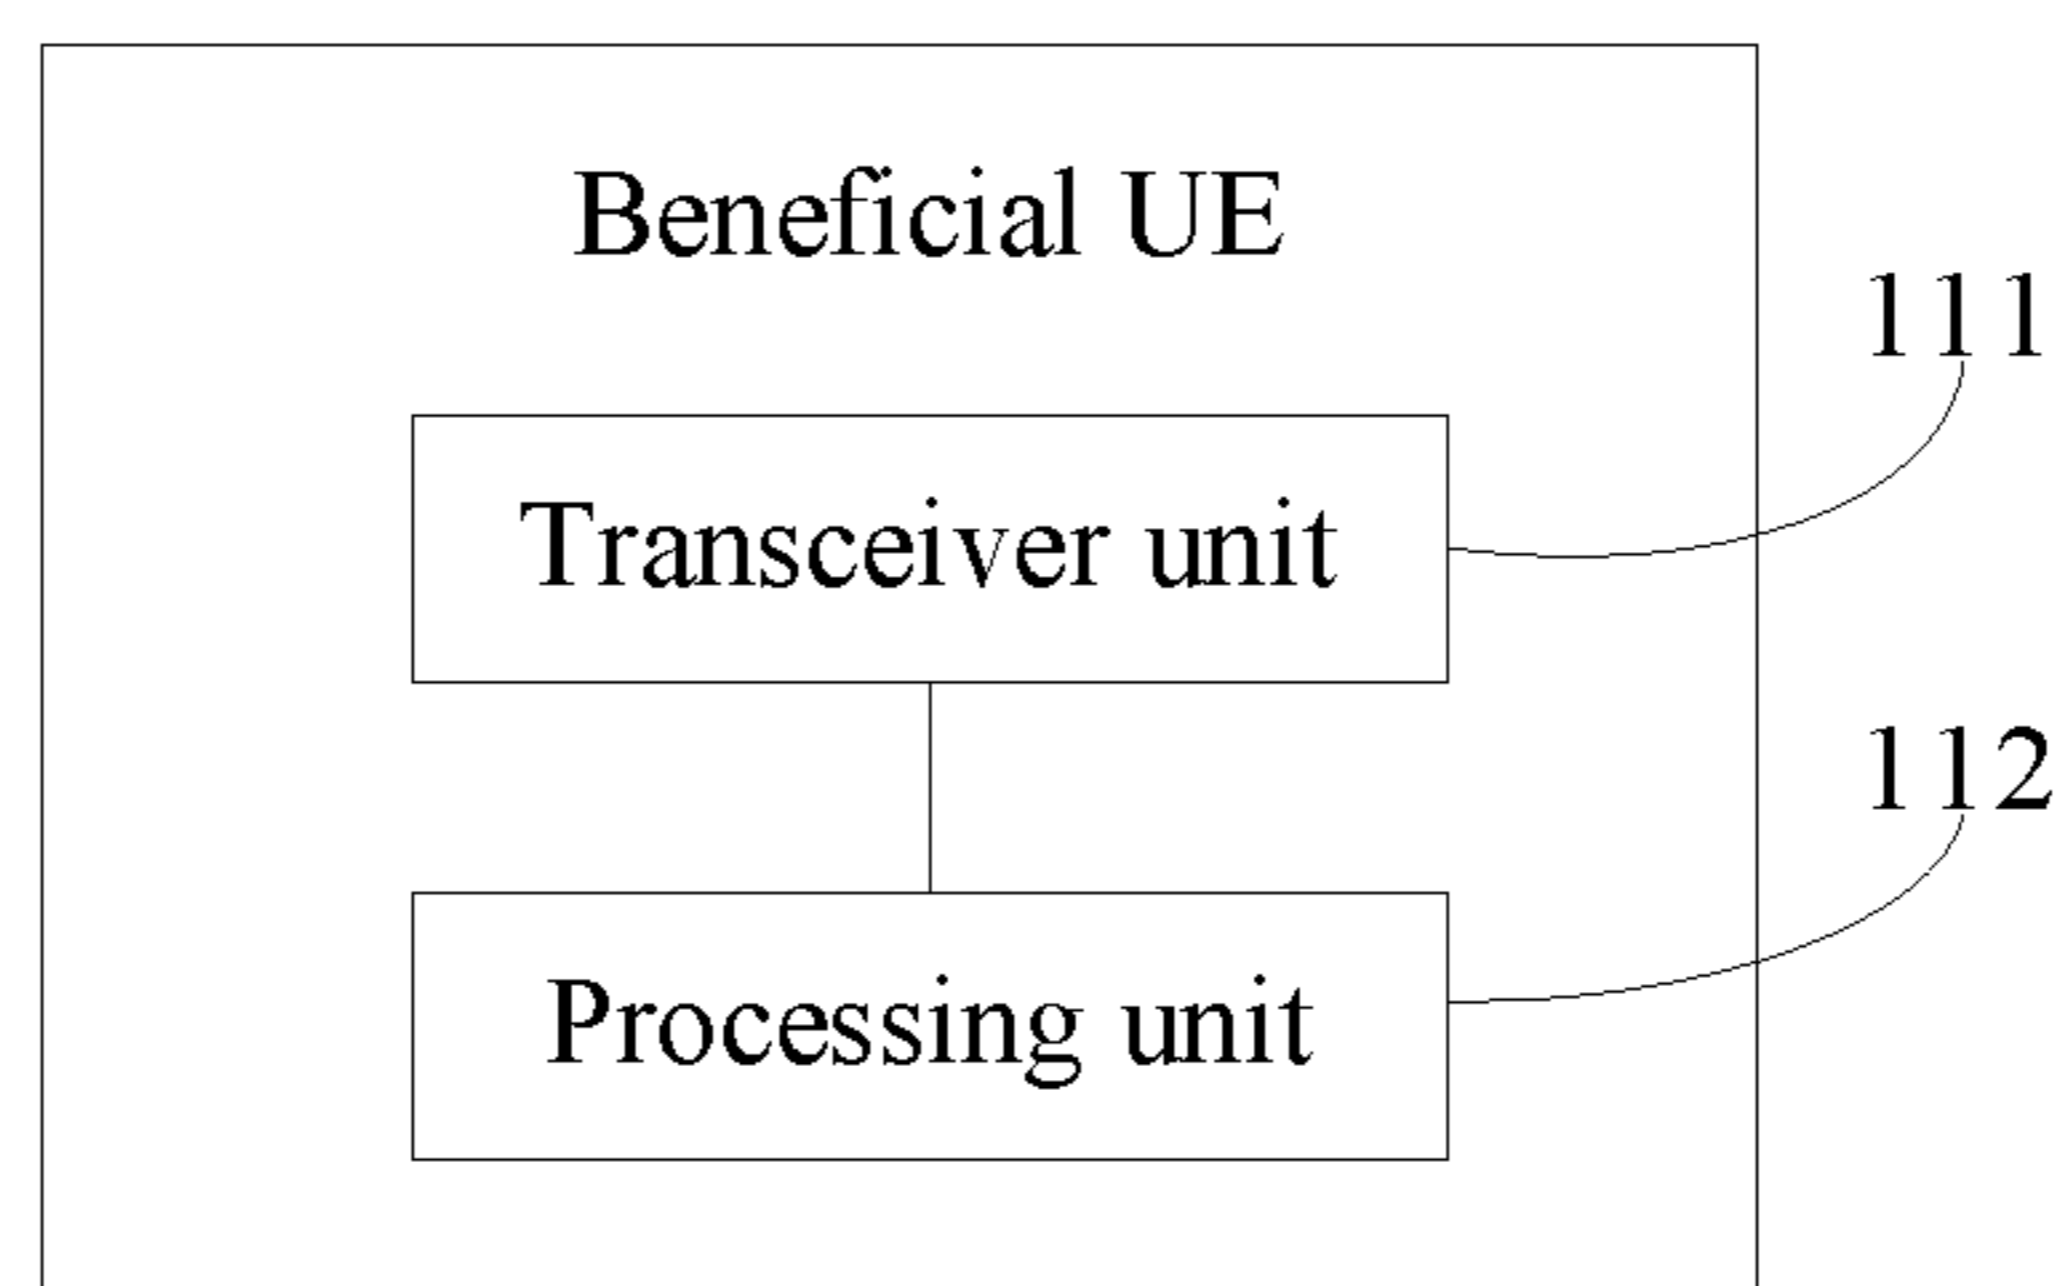 Beneficial UE
111
Transceiver unit
112
Processing unit